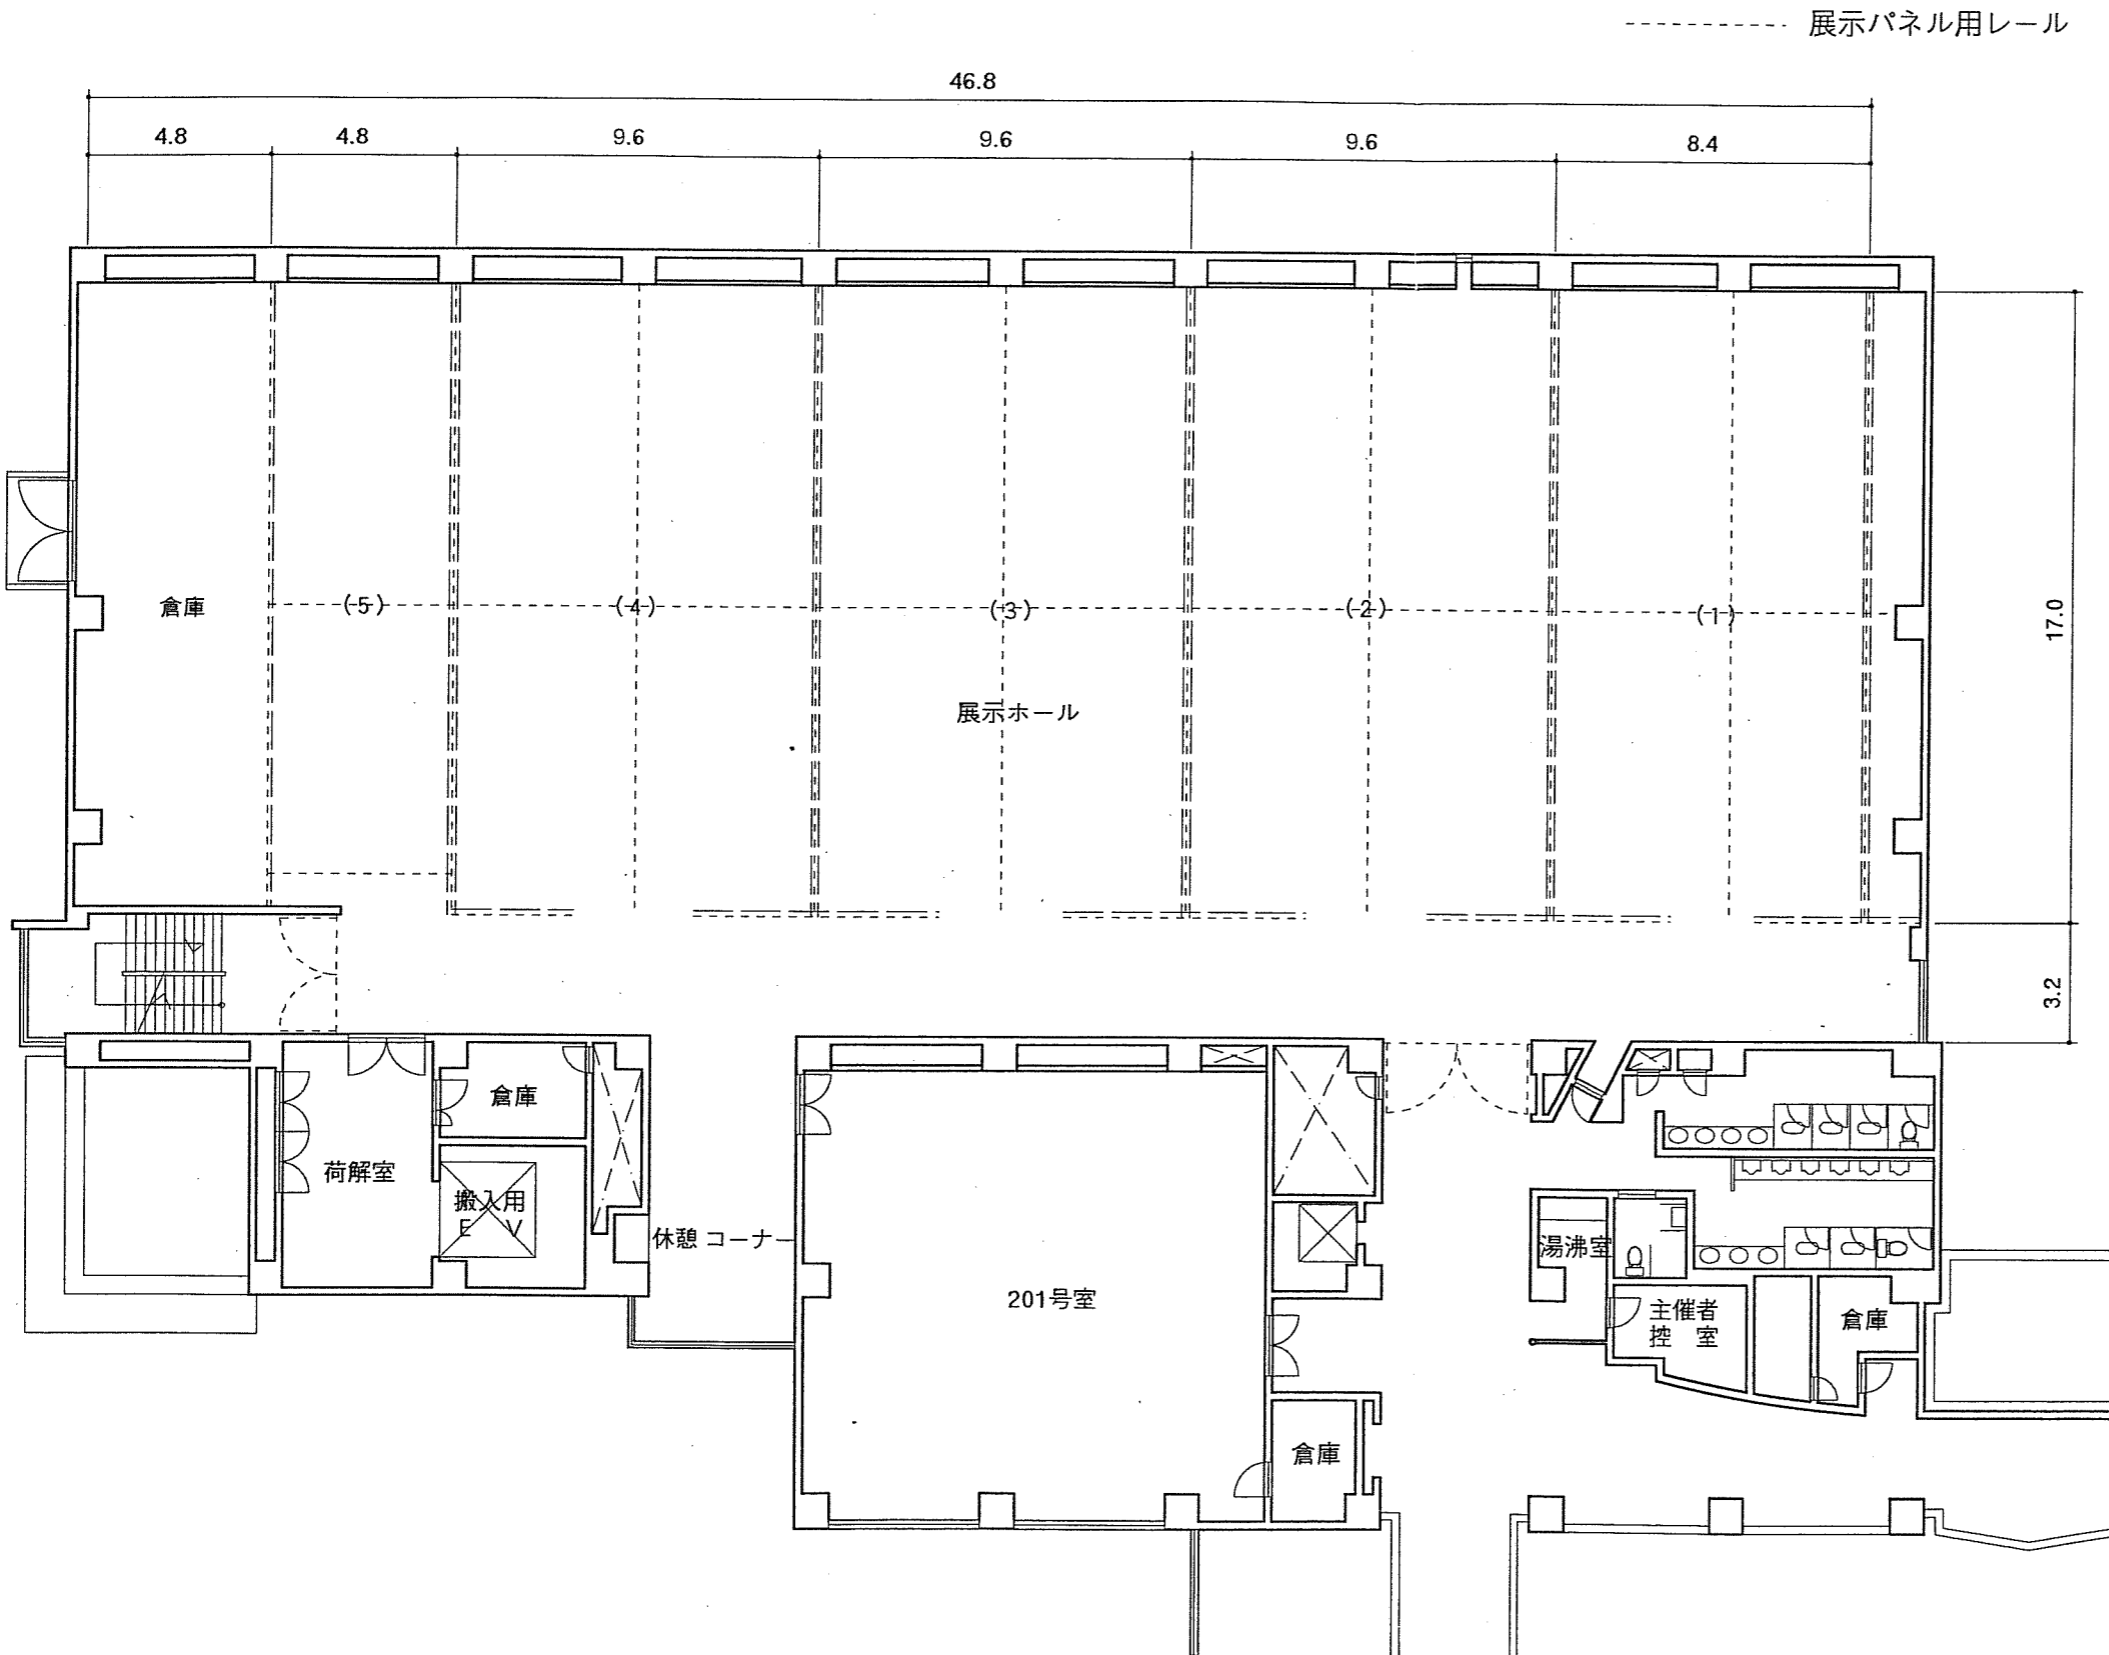 展示パネル用レール
46.8
4.8
4.8
9.6
9.6
9.6
8.4
倉庫
(5)
(4)
(3)
(2)
(1)
17.0
展示ホール
3.2
倉庫
荷解室
搬入用
E V
休憩 コーナー
201号室
湯沸室
主催者
控 室
倉庫
倉庫